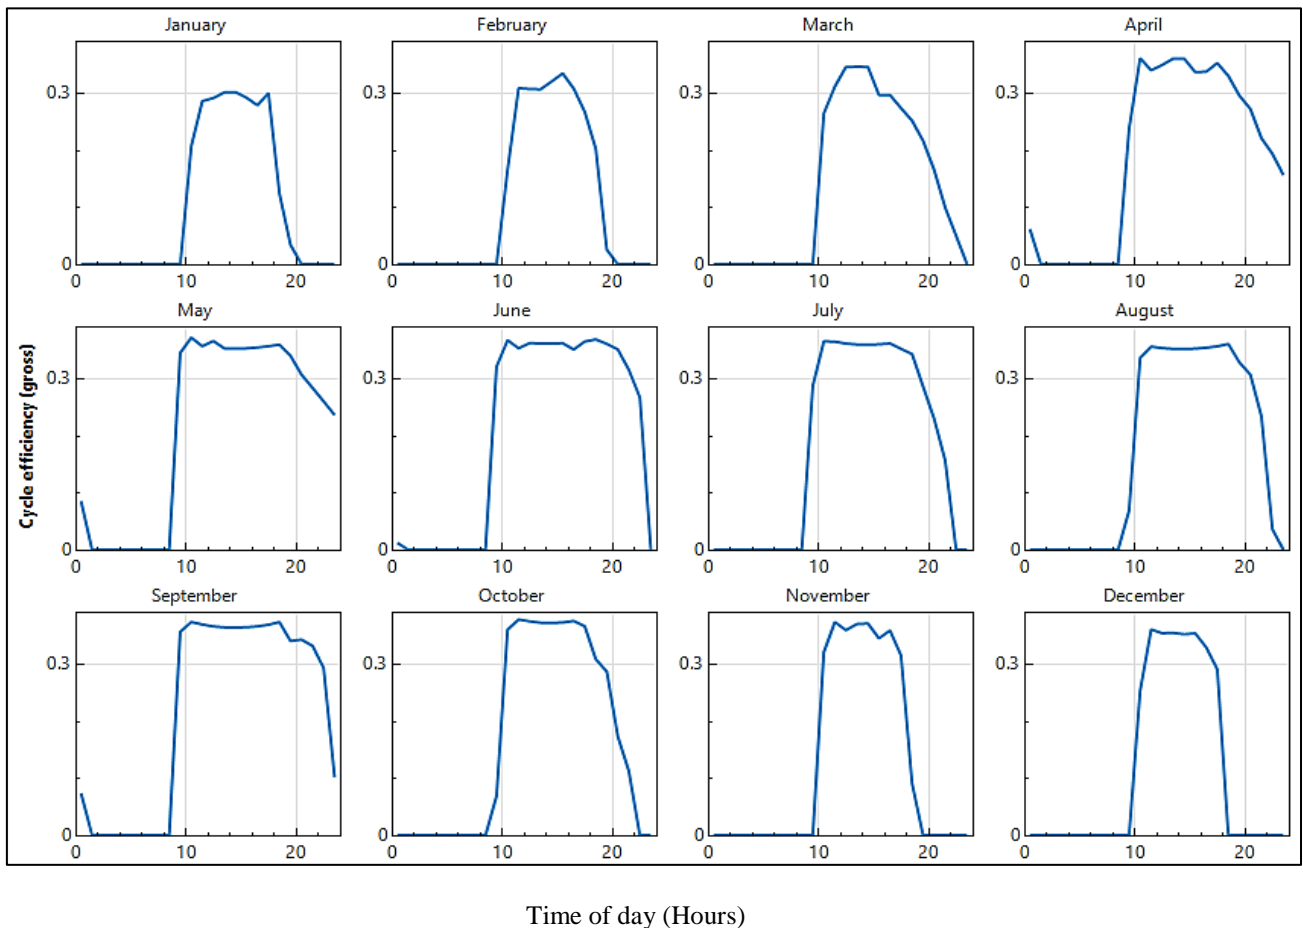 January February March April
0.3 0.3 0.3 0.3
0 0 0 0
0 10 20 0 10 20 0 10 20 0 10 20
May June July August
Cycle efficiency (gross)
0.3 0.3 0.3 0.3
0 0 0 0
0 10 20 0 10 20 0 10 20 0 10 20
September October November December
0.3 0.3 0.3 0.3
0 0 0 0
0 10 20 0 10 20 0 10 20 0 10 20
Time of day (Hours)